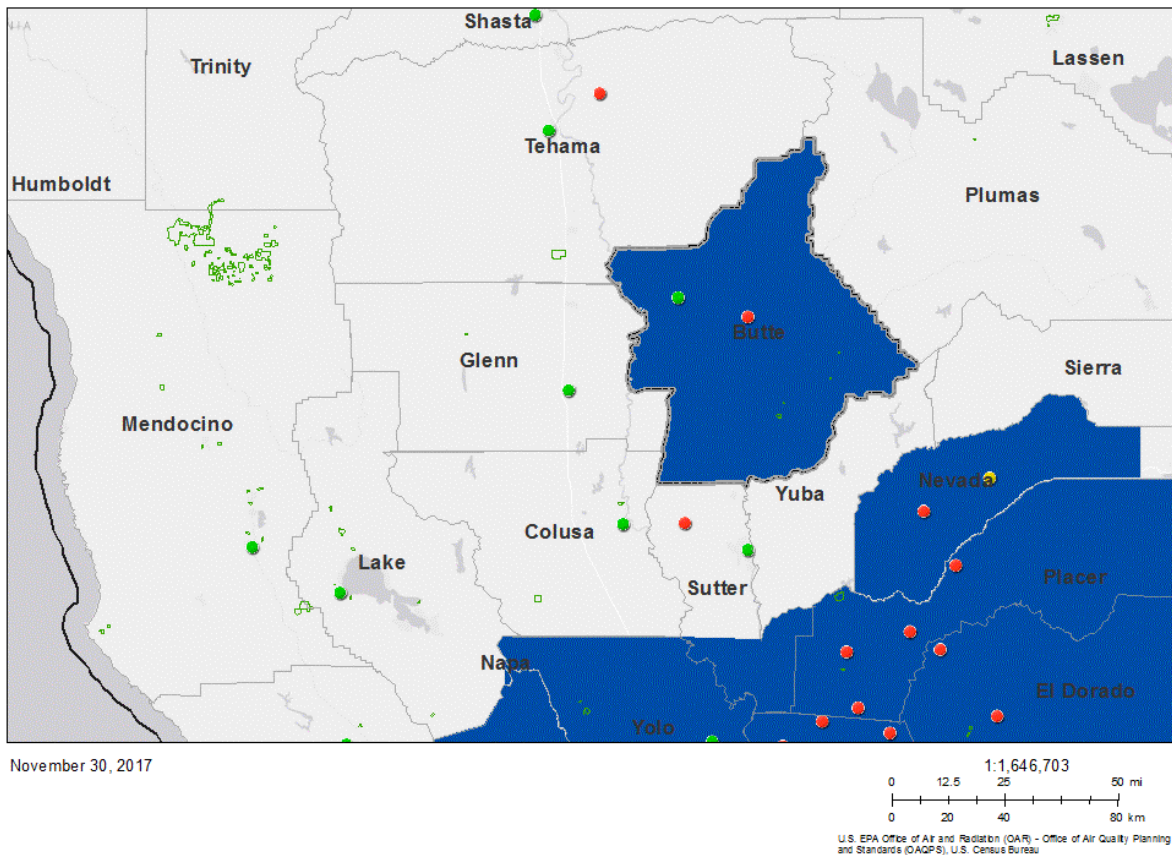 Shasta
Lassen
Trinity
Tehama
Humboldt
Plumas
Butte
Glenn
Sierra
Mendocino
Nevada
Yuba
Colusa
Lake
Placer
Sutter
Napa
El Dorado
Yolo
November 30, 2017
1:1,646,703
0 12.5 25 50 mi
0 20 40 80 km
U.S. EPA Office of Air and Radiation (OAR) - Office of Air Quality Planning
and Standards (OAQPS), U.S. Census Bureau